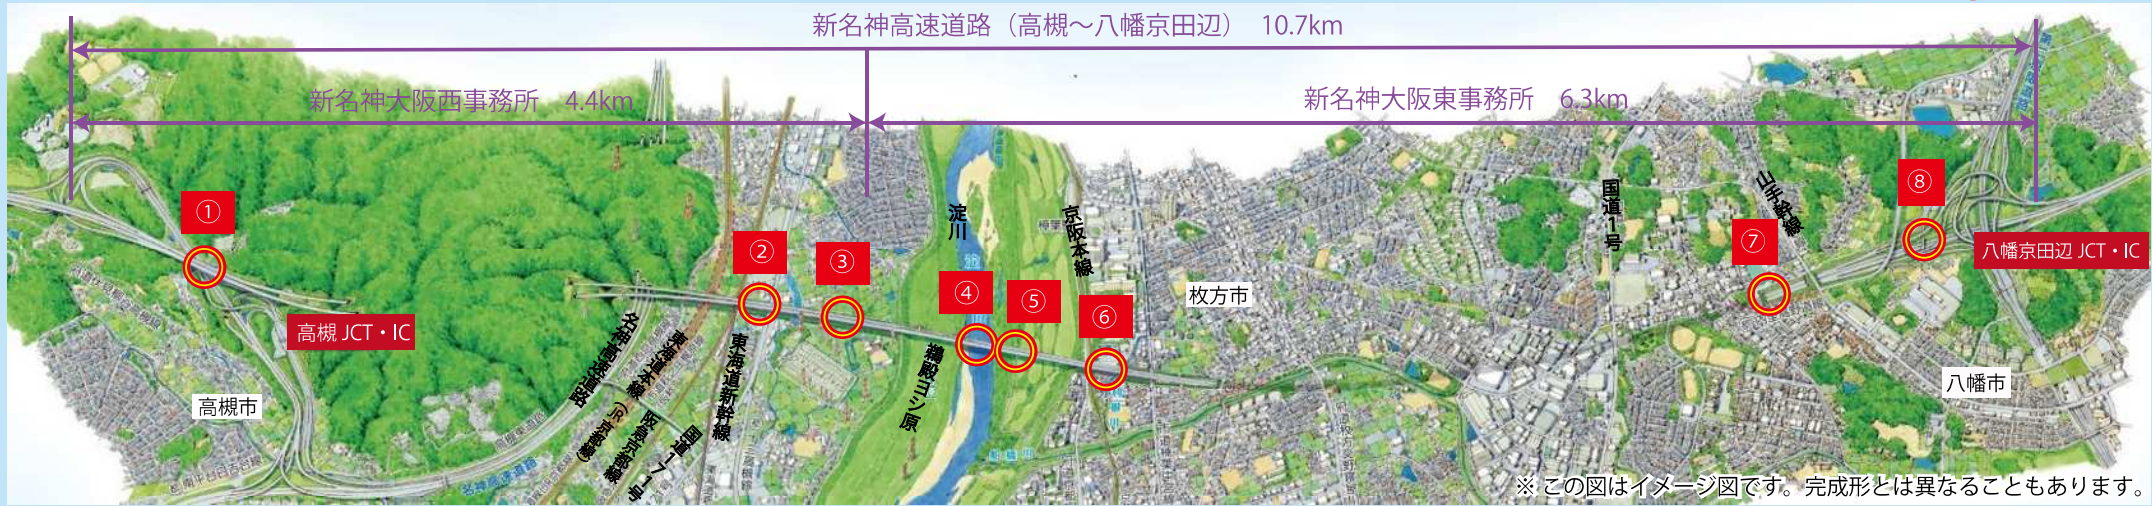 新名神高速道路（高槻〜八幡京田辺） 10.7km
新名神大阪西事務所 4.4km
新名神大阪東事務所 6.3km
①
②
③
④
⑤
⑥
⑦
⑧
高槻 JCT・IC
八幡京田辺 JCT・IC
高槻市
枚方市
八幡市
名神高速道路
東海道本線（JR京都線）
阪急京都線
国道171号
東海道新幹線
鵜殿ヨシ原
淀川
京阪本線
国道1号
山手幹線
名神高速道路
※ この図はイメージ図です。完成形とは異なることもあります。